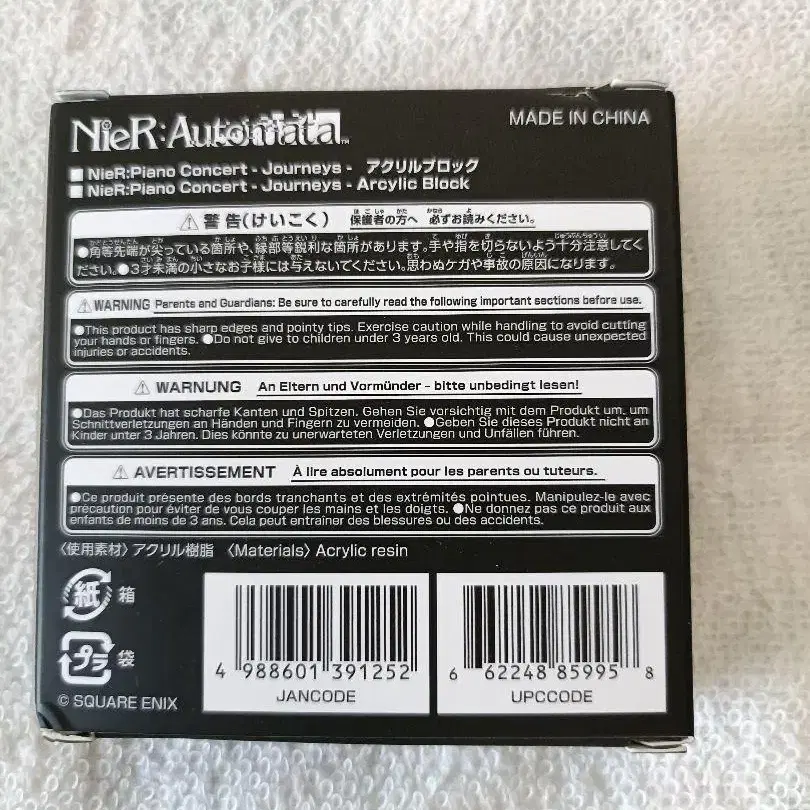 NieR:Automata™
MADE IN CHINA
NieR:Piano Concert - Journeys - アクリルブロック
NieR:Piano Concert - Journeys - Arcylic Block
⚠警告(けいこく) 保護者の方へ 必ずお読みください。
●角等先端が尖っている箇所や、縁部等鋭利な箇所があります。手や指を切らないよう十分注意してく
ださい。●3才未満の小さなお子様には与えないでください。思わぬケガや事故の原因になります。
⚠WARNING Parents and Guardians: Be sure to carefully read the following important sections before use.
●This product has sharp edges and pointy tips. Exercise caution while handling to avoid cutting
your hands or fingers. ●Do not give to children under 3 years old. This could cause unexpected
injuries or accidents.
⚠ WARNUNG An Eltern und Vormünder - bitte unbedingt lesen!
●Das Produkt hat scharfe Kanten und Spitzen. Gehen Sie vorsichtig mit dem Produkt um, um
Schnittverletzungen an Händen und Fingern zu vermeiden. ●Geben Sie dieses Produkt nicht an
Kinder unter 3 Jahren. Dies könnte zu unerwarteten Verletzungen und Unfällen führen.
⚠ AVERTISSEMENT À lire absolument pour les parents ou tuteurs.
●Ce produit présente des bords tranchants et des extrémités pointues. Manipulez-le avec
précaution pour éviter de vous couper les mains et les doigts. ●Ne donnez pas ce produit aux
enfants de moins de 3 ans. Cela peut entraîner des blessures ou des accidents.
〈使用素材〉アクリル樹脂 〈Materials〉Acrylic resin
紙 箱
プラ 袋
© SQUARE ENIX
4 988601 391252
JANCODE
6 62248 85995 8
UPCCODE